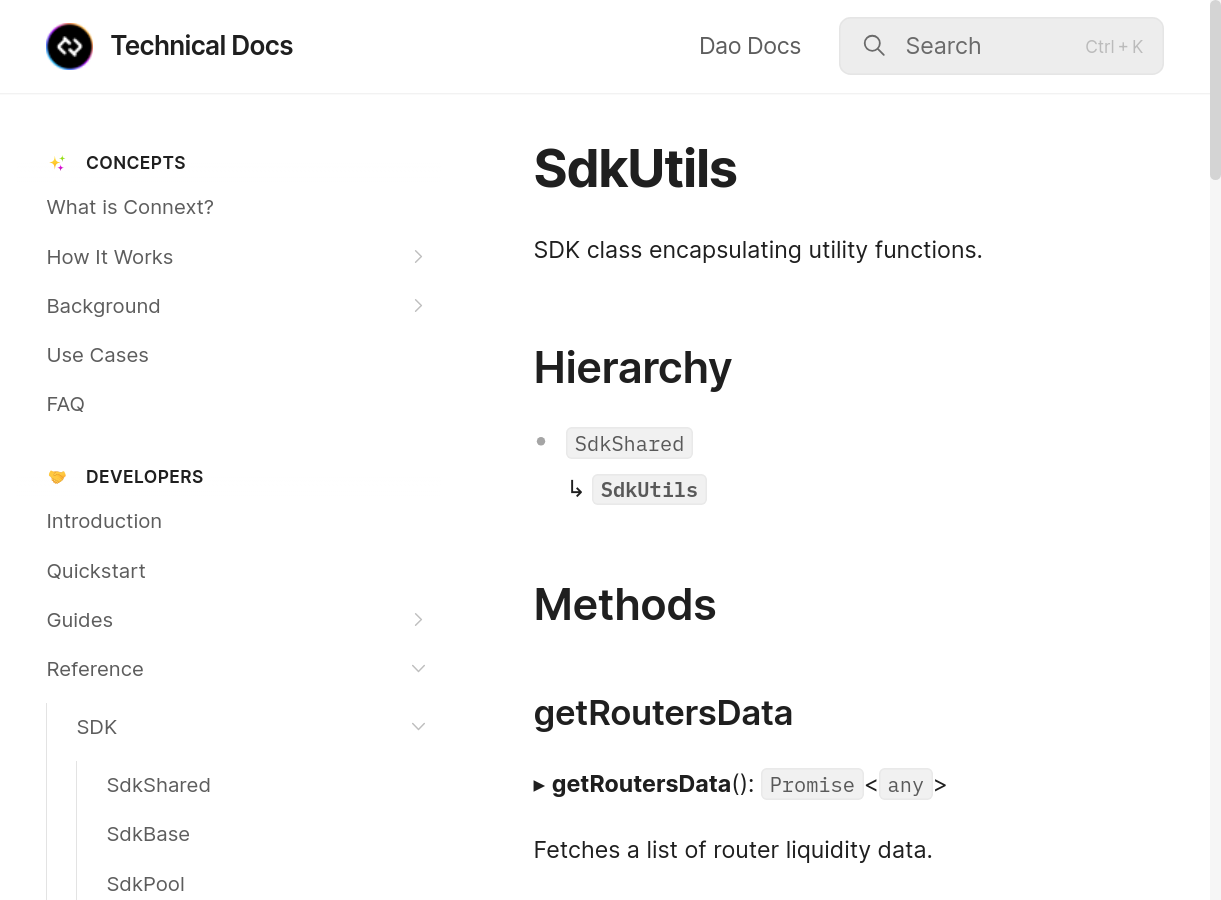 Technical Docs
Dao Docs
Search
Ctrl + K
CONCEPTS
What is Connext?
How It Works
Background
Use Cases
FAQ
DEVELOPERS
Introduction
Quickstart
Guides
Reference
SDK
SdkShared
SdkBase
SdkPool
SdkUtils
SDK class encapsulating utility functions.
Hierarchy
• SdkShared
↳ SdkUtils
Methods
getRoutersData
▸ getRoutersData(): Promise<any>
Fetches a list of router liquidity data.